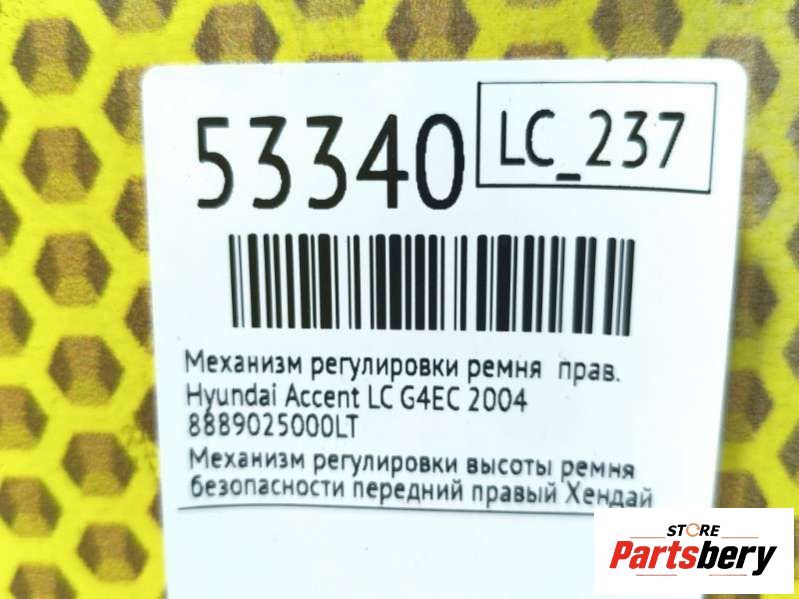 53340
LC_237
Механизм регулировки ремня прав.
Hyundai Accent LC G4EC 2004
8889025000LT
Механизм регулировки высоты ремня
безопасности передний правый Хендай
STORE
Partsbery